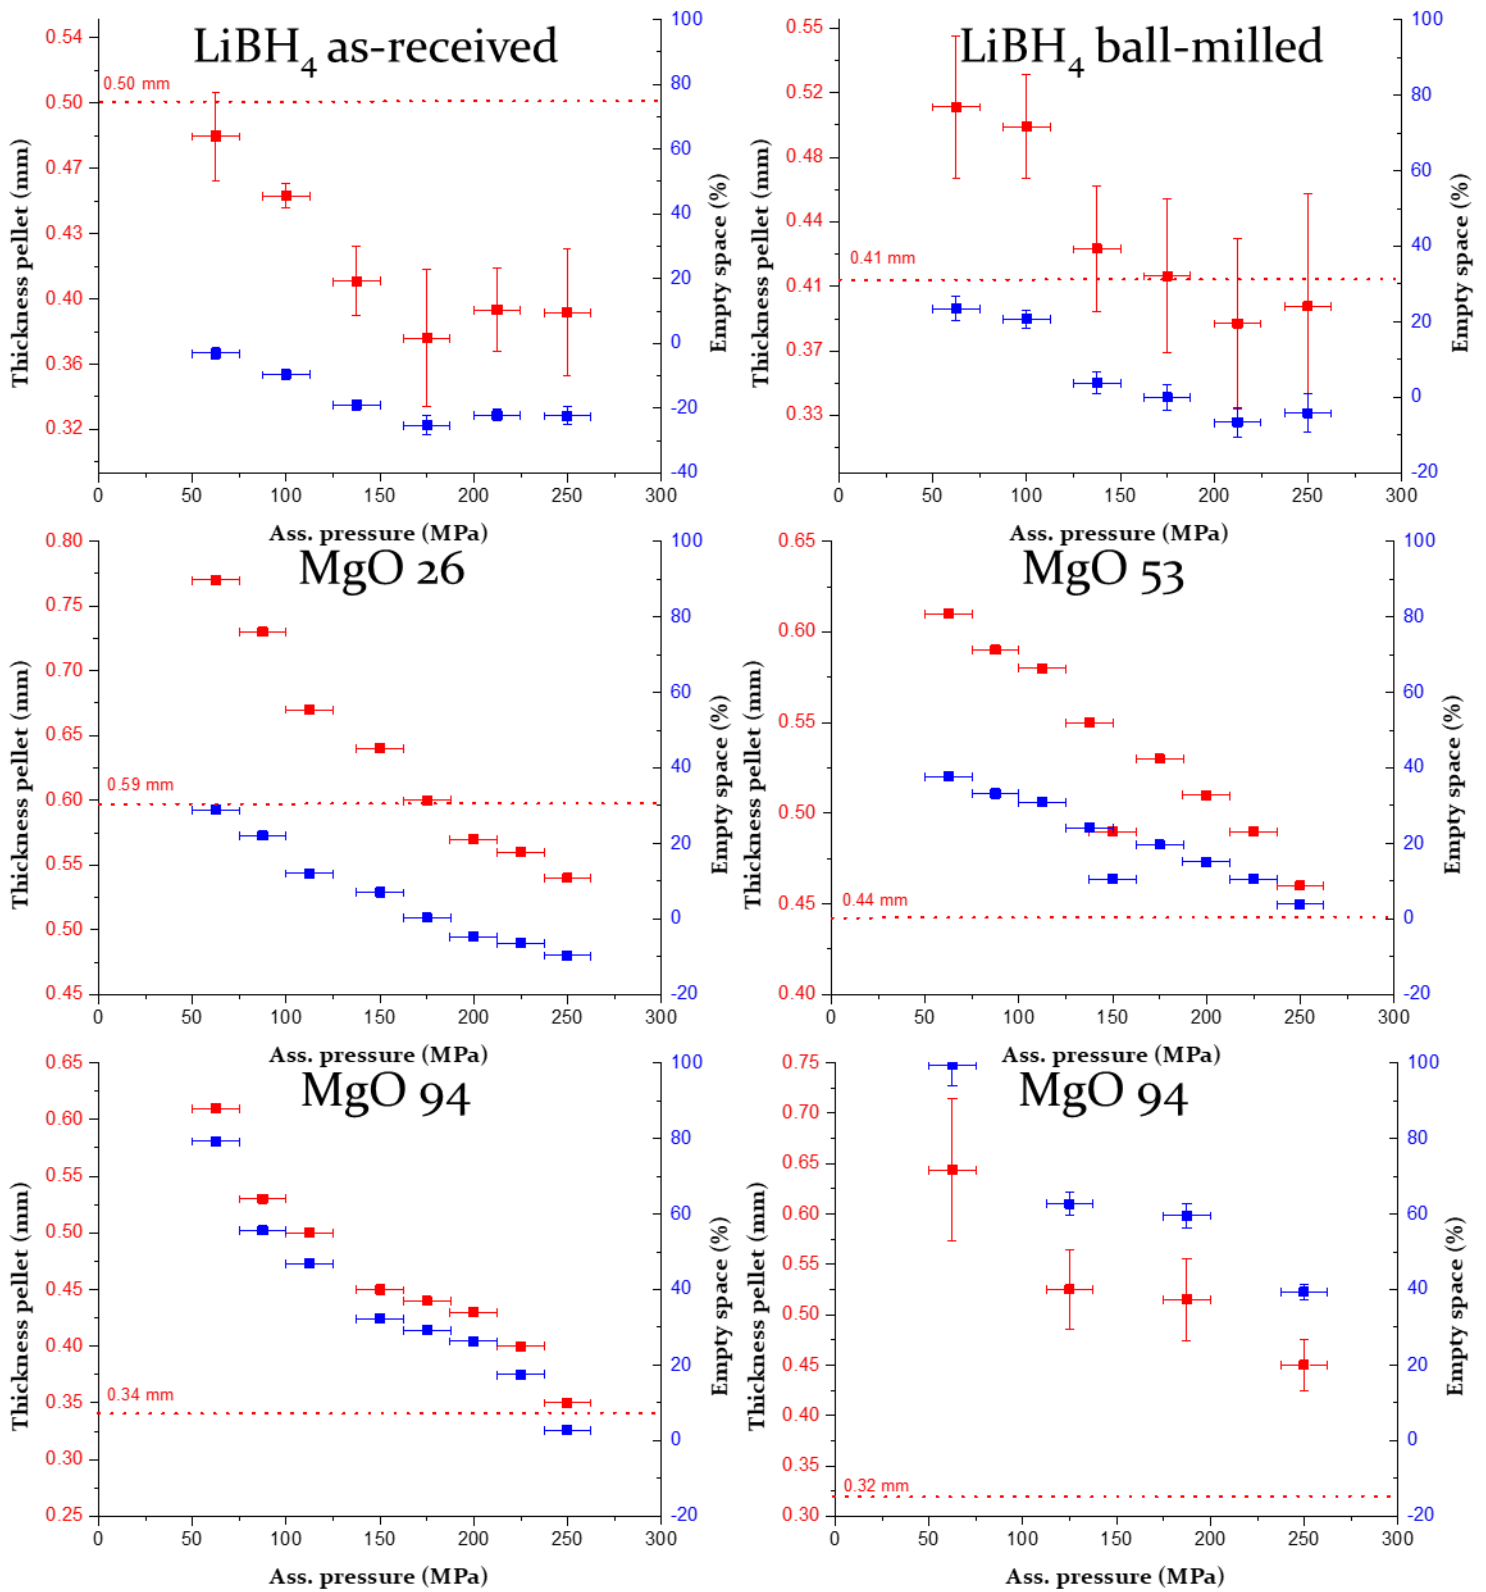 LiBH4 as-received
0.54
0.50
0.47
0.43
0.40
0.36
0.32
Thickness pellet (mm)
0.50 mm
100
80
60
40
20
0
-20
-40
Empty space (%)
0 50 100 150 200 250 300
Ass. pressure (MPa)
LiBH4 ball-milled
0.55
0.52
0.48
0.44
0.41
0.37
0.33
Thickness pellet (mm)
0.41 mm
100
80
60
40
20
0
-20
Empty space (%)
0 50 100 150 200 250 300
Ass. pressure (MPa)
MgO 26
0.80
0.75
0.70
0.65
0.60
0.55
0.50
0.45
Thickness pellet (mm)
0.59 mm
100
80
60
40
20
0
-20
Empty space (%)
0 50 100 150 200 250 300
Ass. pressure (MPa)
MgO 53
0.65
0.60
0.55
0.50
0.45
0.40
Thickness pellet (mm)
0.44 mm
100
80
60
40
20
0
-20
Empty space (%)
0 50 100 150 200 250 300
Ass. pressure (MPa)
MgO 94
0.65
0.60
0.55
0.50
0.45
0.40
0.35
0.30
0.25
Thickness pellet (mm)
0.34 mm
100
80
60
40
20
0
-20
Empty space (%)
0 50 100 150 200 250 300
Ass. pressure (MPa)
MgO 94
0.75
0.70
0.65
0.60
0.55
0.50
0.45
0.40
0.35
0.30
Thickness pellet (mm)
0.32 mm
100
80
60
40
20
0
-20
Empty space (%)
0 50 100 150 200 250 300
Ass. pressure (MPa)